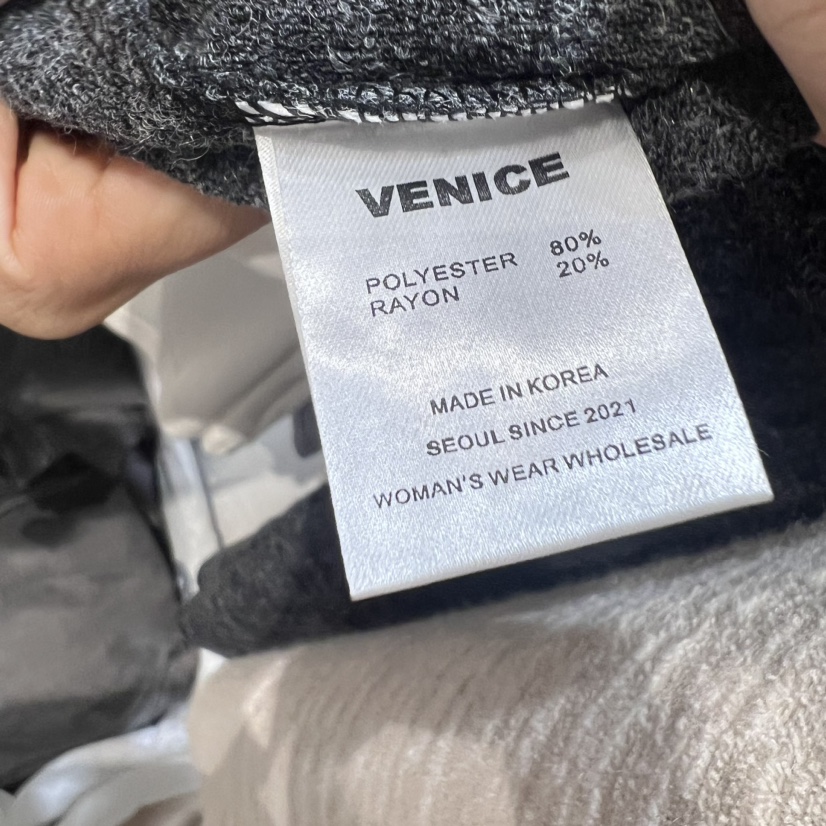 VENICE
POLYESTER 80%
RAYON 20%
MADE IN KOREA
SEOUL SINCE 2021
WOMAN'S WEAR WHOLESALE